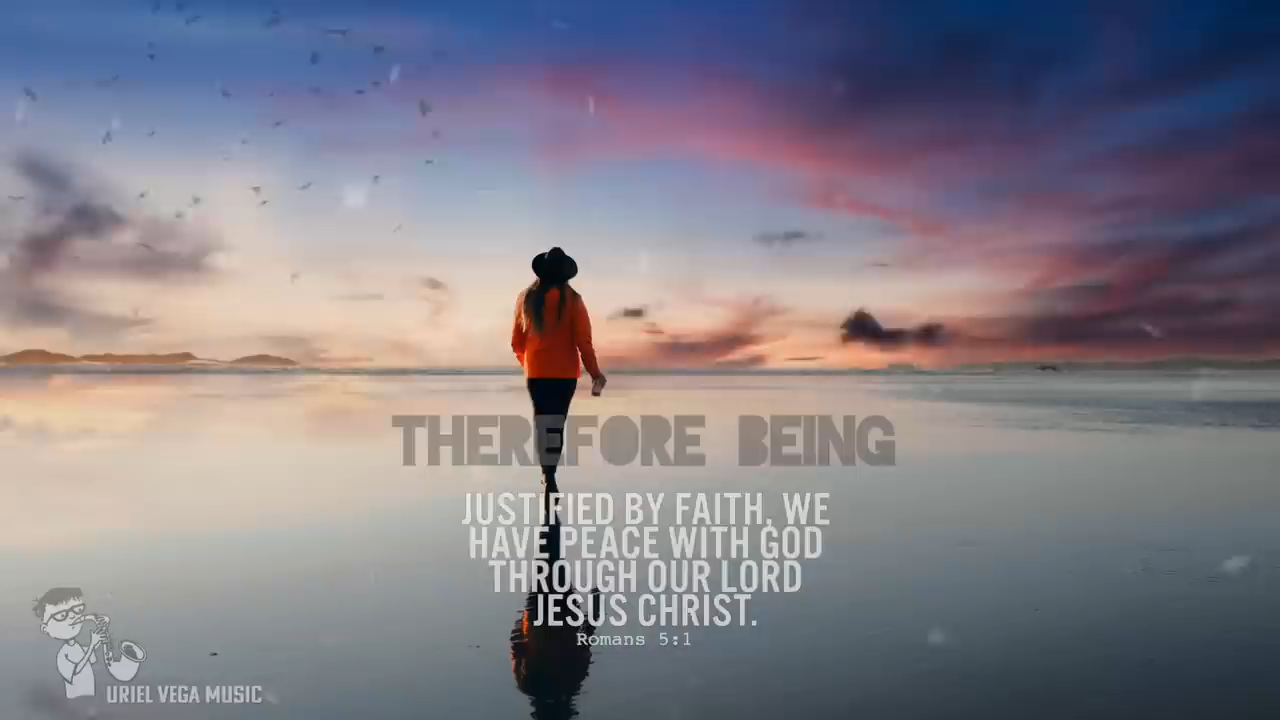 THEREFORE BEING
JUSTIFIED BY FAITH, WE
HAVE PEACE WITH GOD
THROUGH OUR LORD
JESUS CHRIST.
Romans 5:1
URIEL VEGA MUSIC